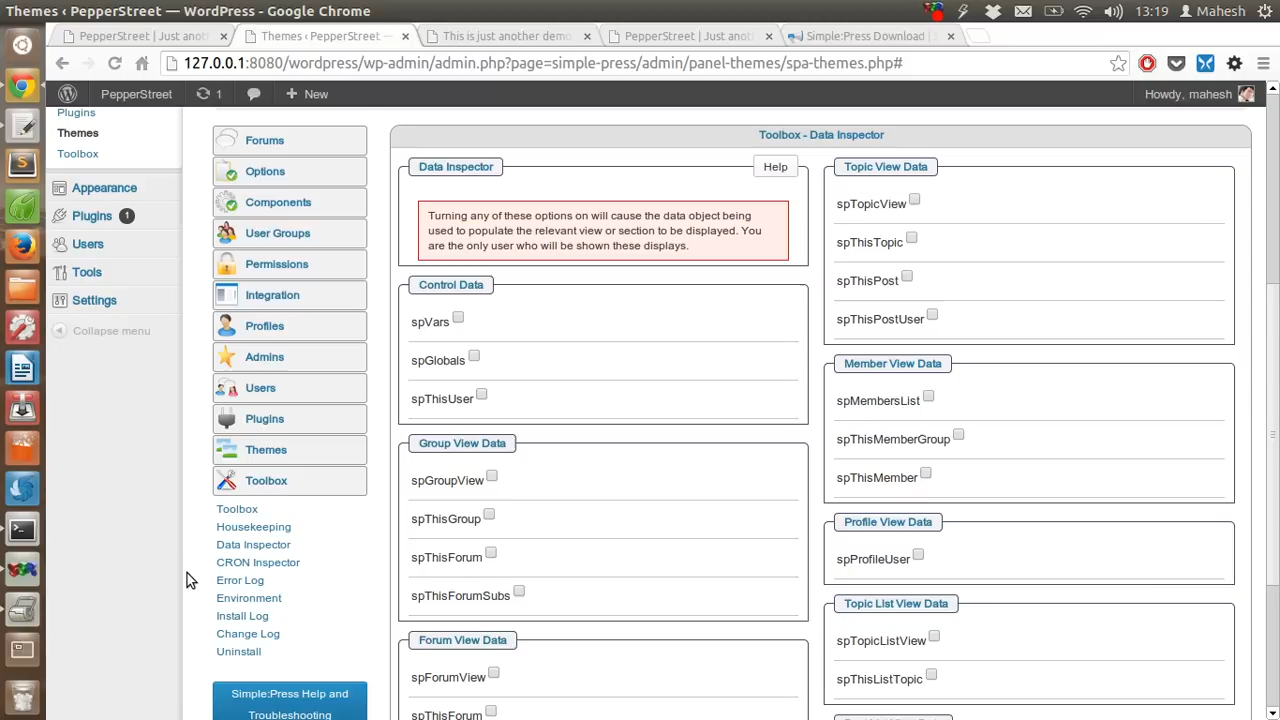 Themes ‹ PepperStreet — WordPress - Google Chrome
13:19
Mahesh
PepperStreet | Just anot
Themes ‹ PepperStreet —
This is just another demo
PepperStreet | Just anot
Simple:Press Download |
127.0.0.1:8080/wordpress/wp-admin/admin.php?page=simple-press/admin/panel-themes/spa-themes.php#
PepperStreet
1
New
Howdy, mahesh
Plugins
Themes
Toolbox
Appearance
Plugins 1
Users
Tools
Settings
Collapse menu
Forums
Options
Components
User Groups
Permissions
Integration
Profiles
Admins
Users
Plugins
Themes
Toolbox
Toolbox
Housekeeping
Data Inspector
CRON Inspector
Error Log
Environment
Install Log
Change Log
Uninstall
Simple:Press Help and
Troubleshooting
Toolbox - Data Inspector
Data Inspector
Help
Turning any of these options on will cause the data object being
used to populate the relevant view or section to be displayed. You
are the only user who will be shown these displays.
Control Data
spVars
spGlobals
spThisUser
Group View Data
spGroupView
spThisGroup
spThisForum
spThisForumSubs
Forum View Data
spForumView
spThisForum
Topic View Data
spTopicView
spThisTopic
spThisPost
spThisPostUser
Member View Data
spMembersList
spThisMemberGroup
spThisMember
Profile View Data
spProfileUser
Topic List View Data
spTopicListView
spThisListTopic